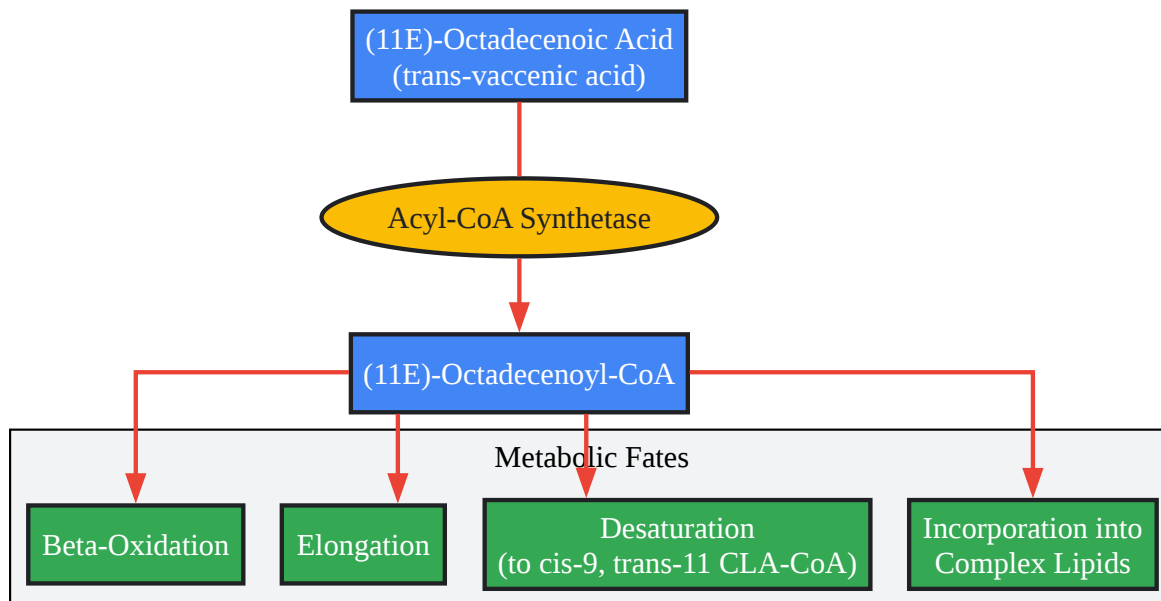 (11E)-Octadecenoic Acid
(trans-vaccenic acid)
Acyl-CoA Synthetase
(11E)-Octadecenoyl-CoA
Metabolic Fates
Beta-Oxidation
Elongation
Desaturation
(to cis-9, trans-11 CLA-CoA)
Incorporation into
Complex Lipids